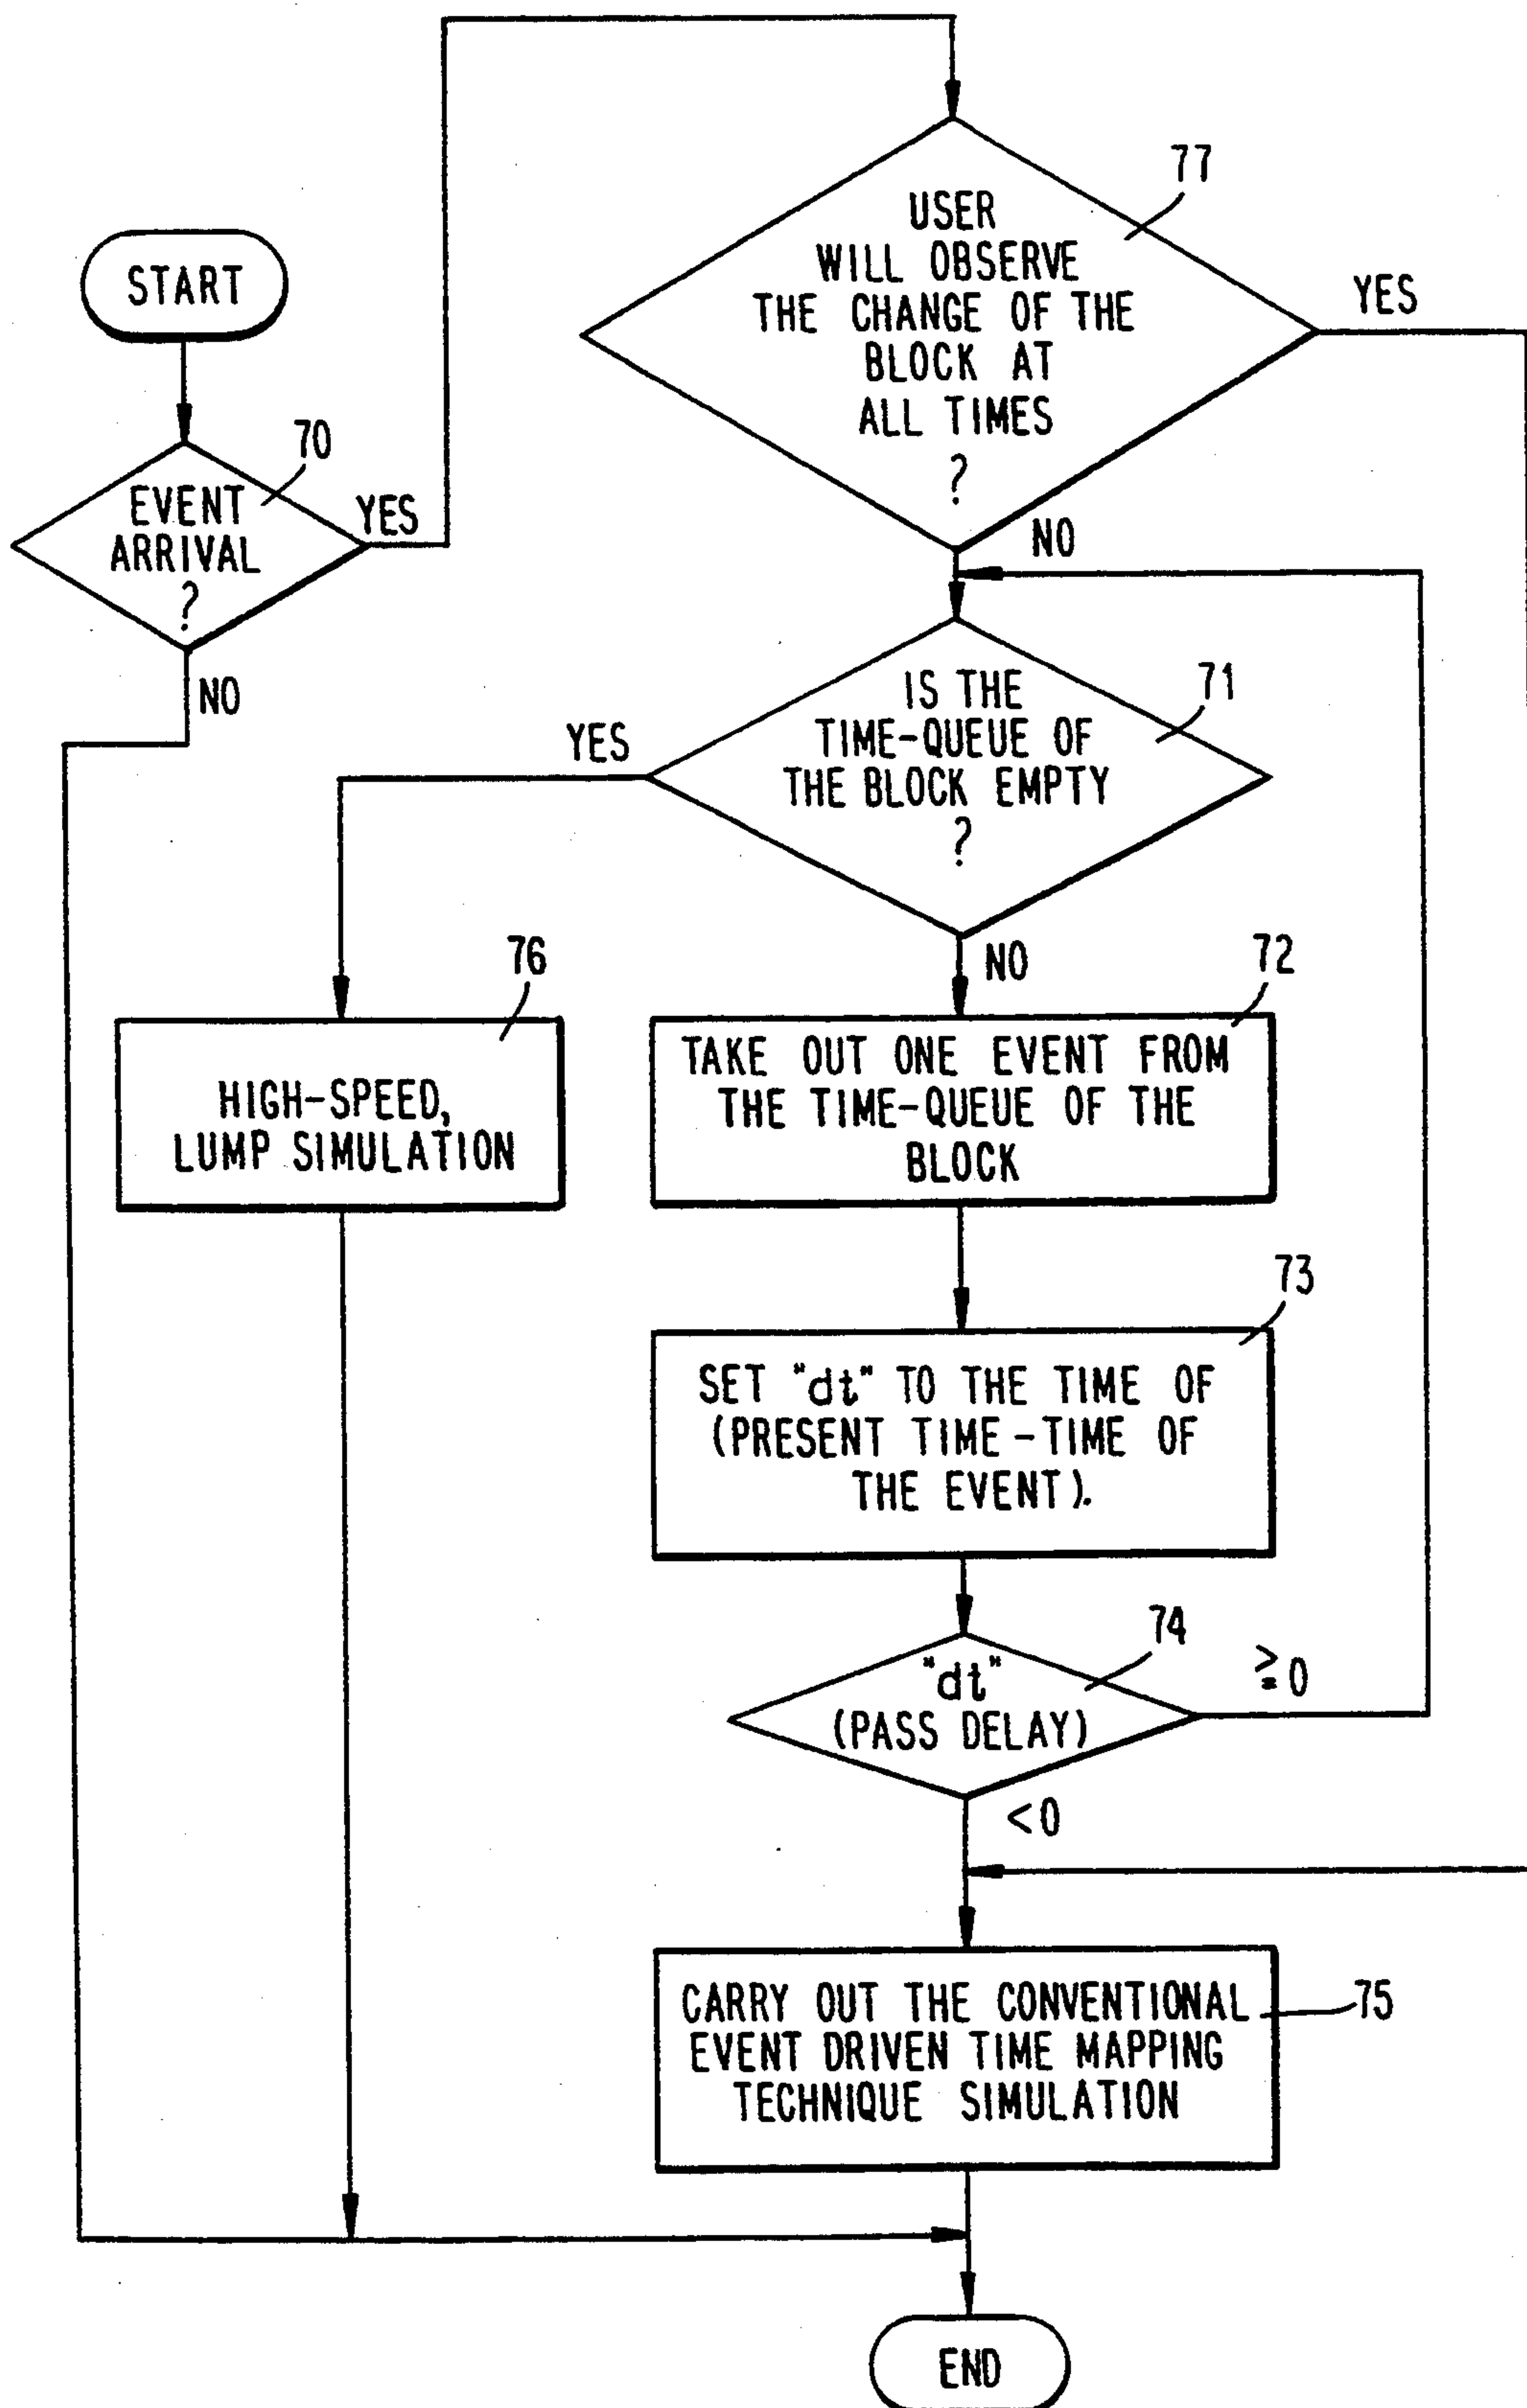 START
70
EVENT
ARRIVAL
?
YES
NO
77
USER
WILL OBSERVE
THE CHANGE OF THE
BLOCK AT
ALL TIMES
?
YES
NO
71
IS THE
TIME-QUEUE OF
THE BLOCK EMPTY
?
YES
NO
76
HIGH-SPEED,
LUMP SIMULATION
72
TAKE OUT ONE EVENT FROM
THE TIME-QUEUE OF THE
BLOCK
73
SET "dt" TO THE TIME OF
(PRESENT TIME - TIME OF
THE EVENT).
74
"dt"
(PASS DELAY)
≧0
<0
CARRY OUT THE CONVENTIONAL
EVENT DRIVEN TIME MAPPING
TECHNIQUE SIMULATION
75
END